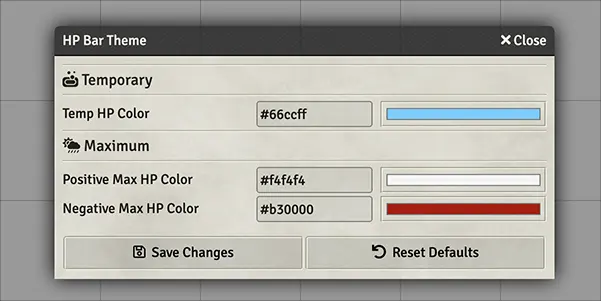 HP Bar Theme
Close
Temporary
Temp HP Color #66ccff
Maximum
Positive Max HP Color #f4f4f4
Negative Max HP Color #b30000
Save Changes Reset Defaults